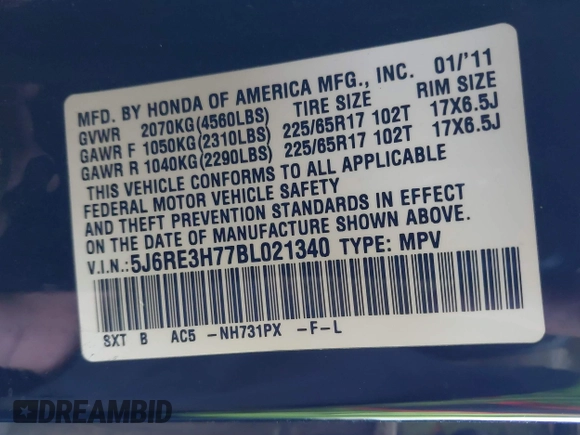 MFD. BY HONDA OF AMERICA MFG., INC. 01/'11
GVWR 2070KG(4560LBS) TIRE SIZE RIM SIZE
GAWR F 1050KG(2310LBS) 225/65R17 102T 17X6.5J
GAWR R 1040KG(2290LBS) 225/65R17 102T 17X6.5J
THIS VEHICLE CONFORMS TO ALL APPLICABLE
FEDERAL MOTOR VEHICLE SAFETY
AND THEFT PREVENTION STANDARDS IN EFFECT
ON THE DATE OF MANUFACTURE SHOWN ABOVE.
V.I.N.:5J6RE3H77BL021340 TYPE: MPV
SXT B AC5 -NH731PX -F-L
DREAMBID